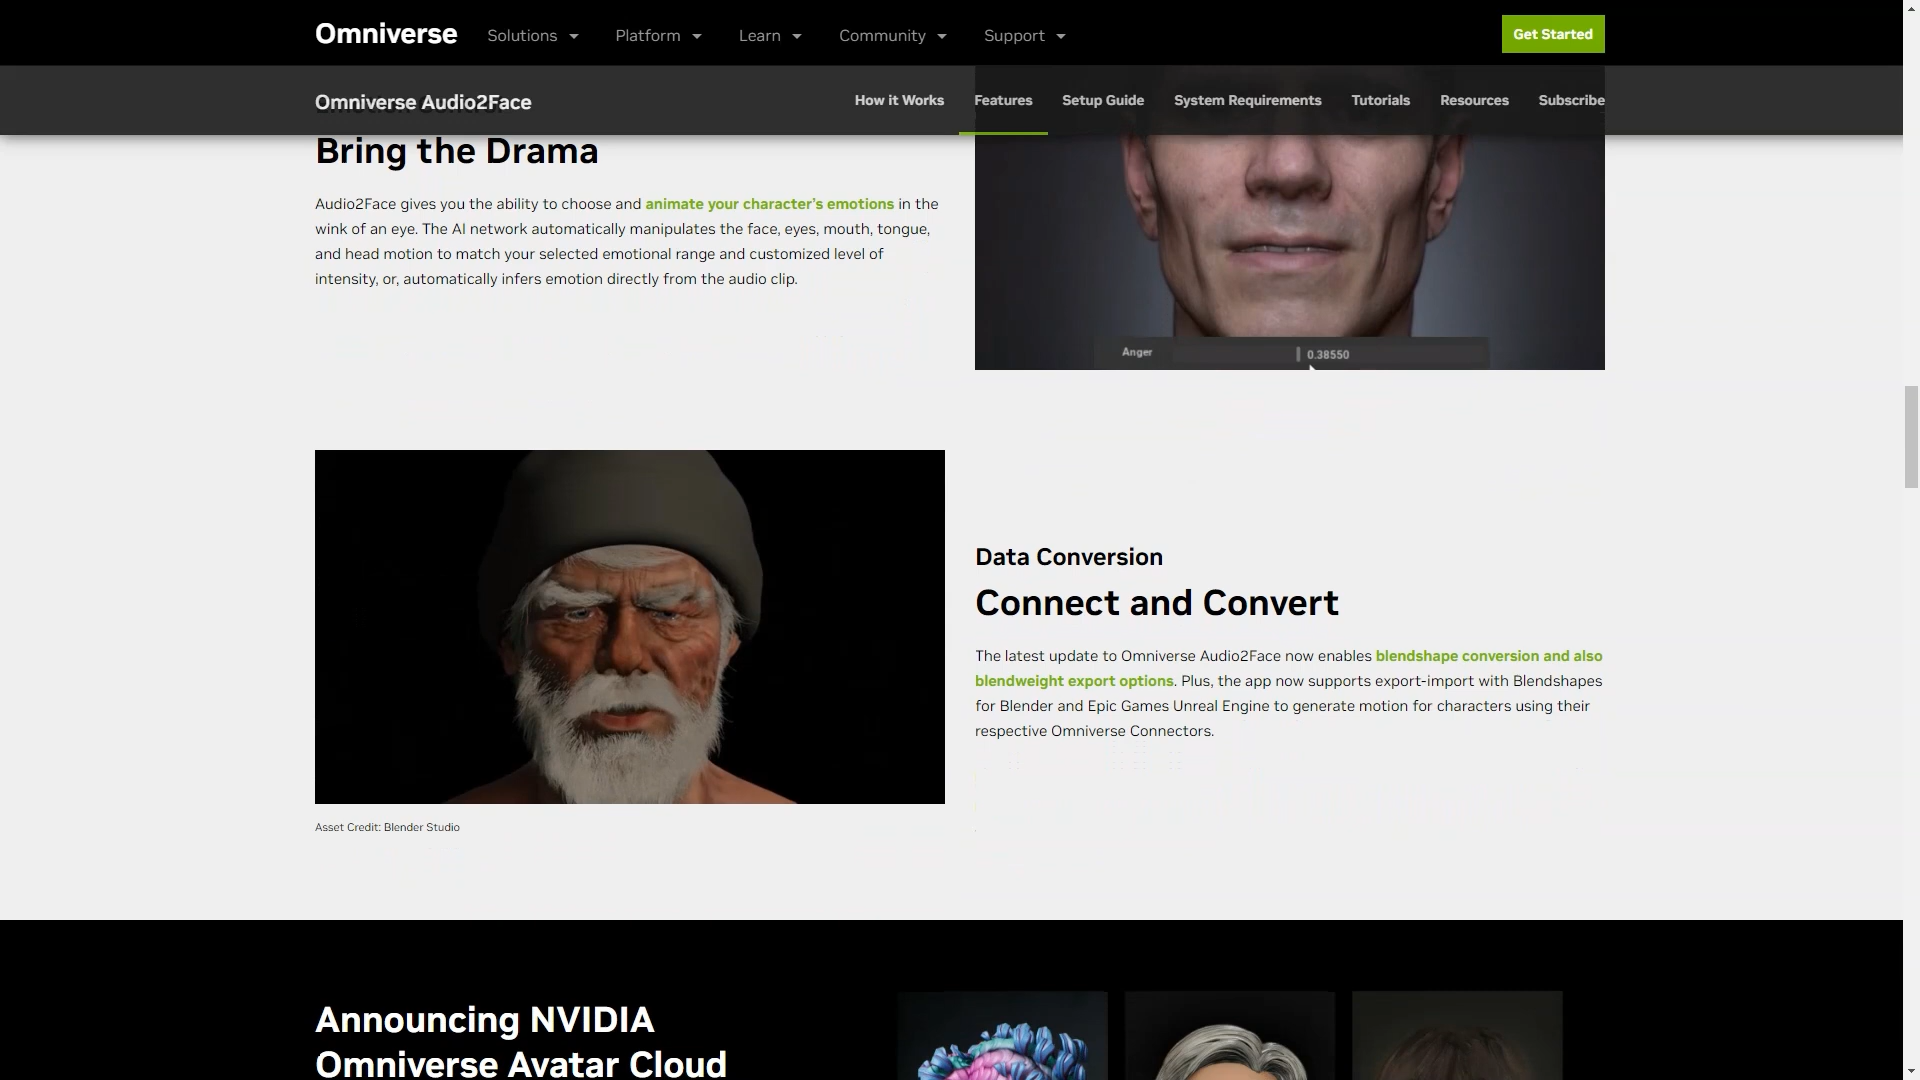 Omniverse Solutions Platform Learn Community Support Get Started
Omniverse Audio2Face How it Works Features Setup Guide System Requirements Tutorials Resources Subscribe
Bring the Drama
Audio2Face gives you the ability to choose and animate your character's emotions in the
wink of an eye. The AI network automatically manipulates the face, eyes, mouth, tongue,
and head motion to match your selected emotional range and customized level of
intensity, or, automatically infers emotion directly from the audio clip.
Anger 0.38550
Data Conversion
Connect and Convert
The latest update to Omniverse Audio2Face now enables blendshape conversion and also
blendweight export options. Plus, the app now supports export-import with Blendshapes
for Blender and Epic Games Unreal Engine to generate motion for characters using their
respective Omniverse Connectors.
Asset Credit: Blender Studio
Announcing NVIDIA
Omniverse Avatar Cloud